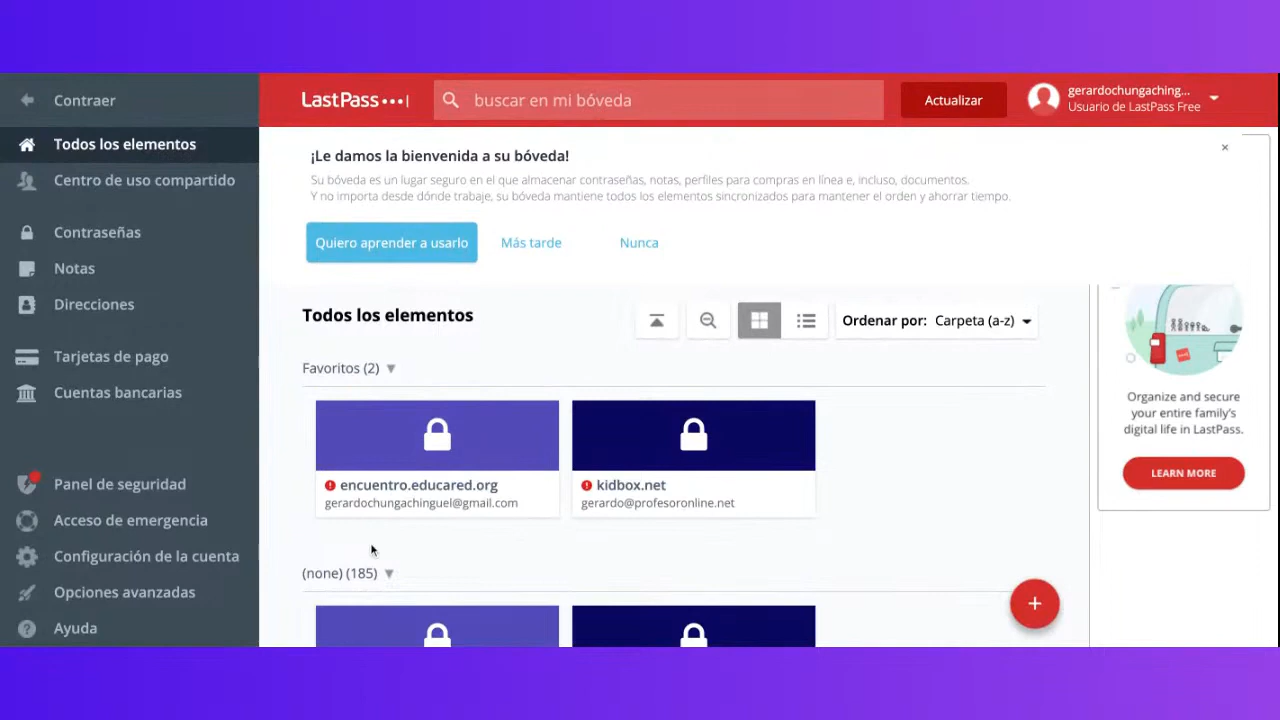 Contraer
Todos los elementos
Centro de uso compartido
Contraseñas
Notas
Direcciones
Tarjetas de pago
Cuentas bancarias
Panel de seguridad
Acceso de emergencia
Configuración de la cuenta
Opciones avanzadas
Ayuda
LastPass
buscar en mi bóveda
Actualizar
gerardochungaching...
Usuario de LastPass Free
¡Le damos la bienvenida a su bóveda!
Su bóveda es un lugar seguro en el que almacenar contraseñas, notas, perfiles para compras en línea e, incluso, documentos.
Y no importa desde dónde trabaje, su bóveda mantiene todos los elementos sincronizados para mantener el orden y ahorrar tiempo.
Quiero aprender a usarlo
Más tarde
Nunca
Todos los elementos
Ordenar por: Carpeta (a-z)
Favoritos (2)
encuentro.educared.org
gerardochungachinguel@gmail.com
kidbox.net
gerardo@profesoronline.net
(none) (185)
Organize and secure
your entire family's
digital life in LastPass.
LEARN MORE